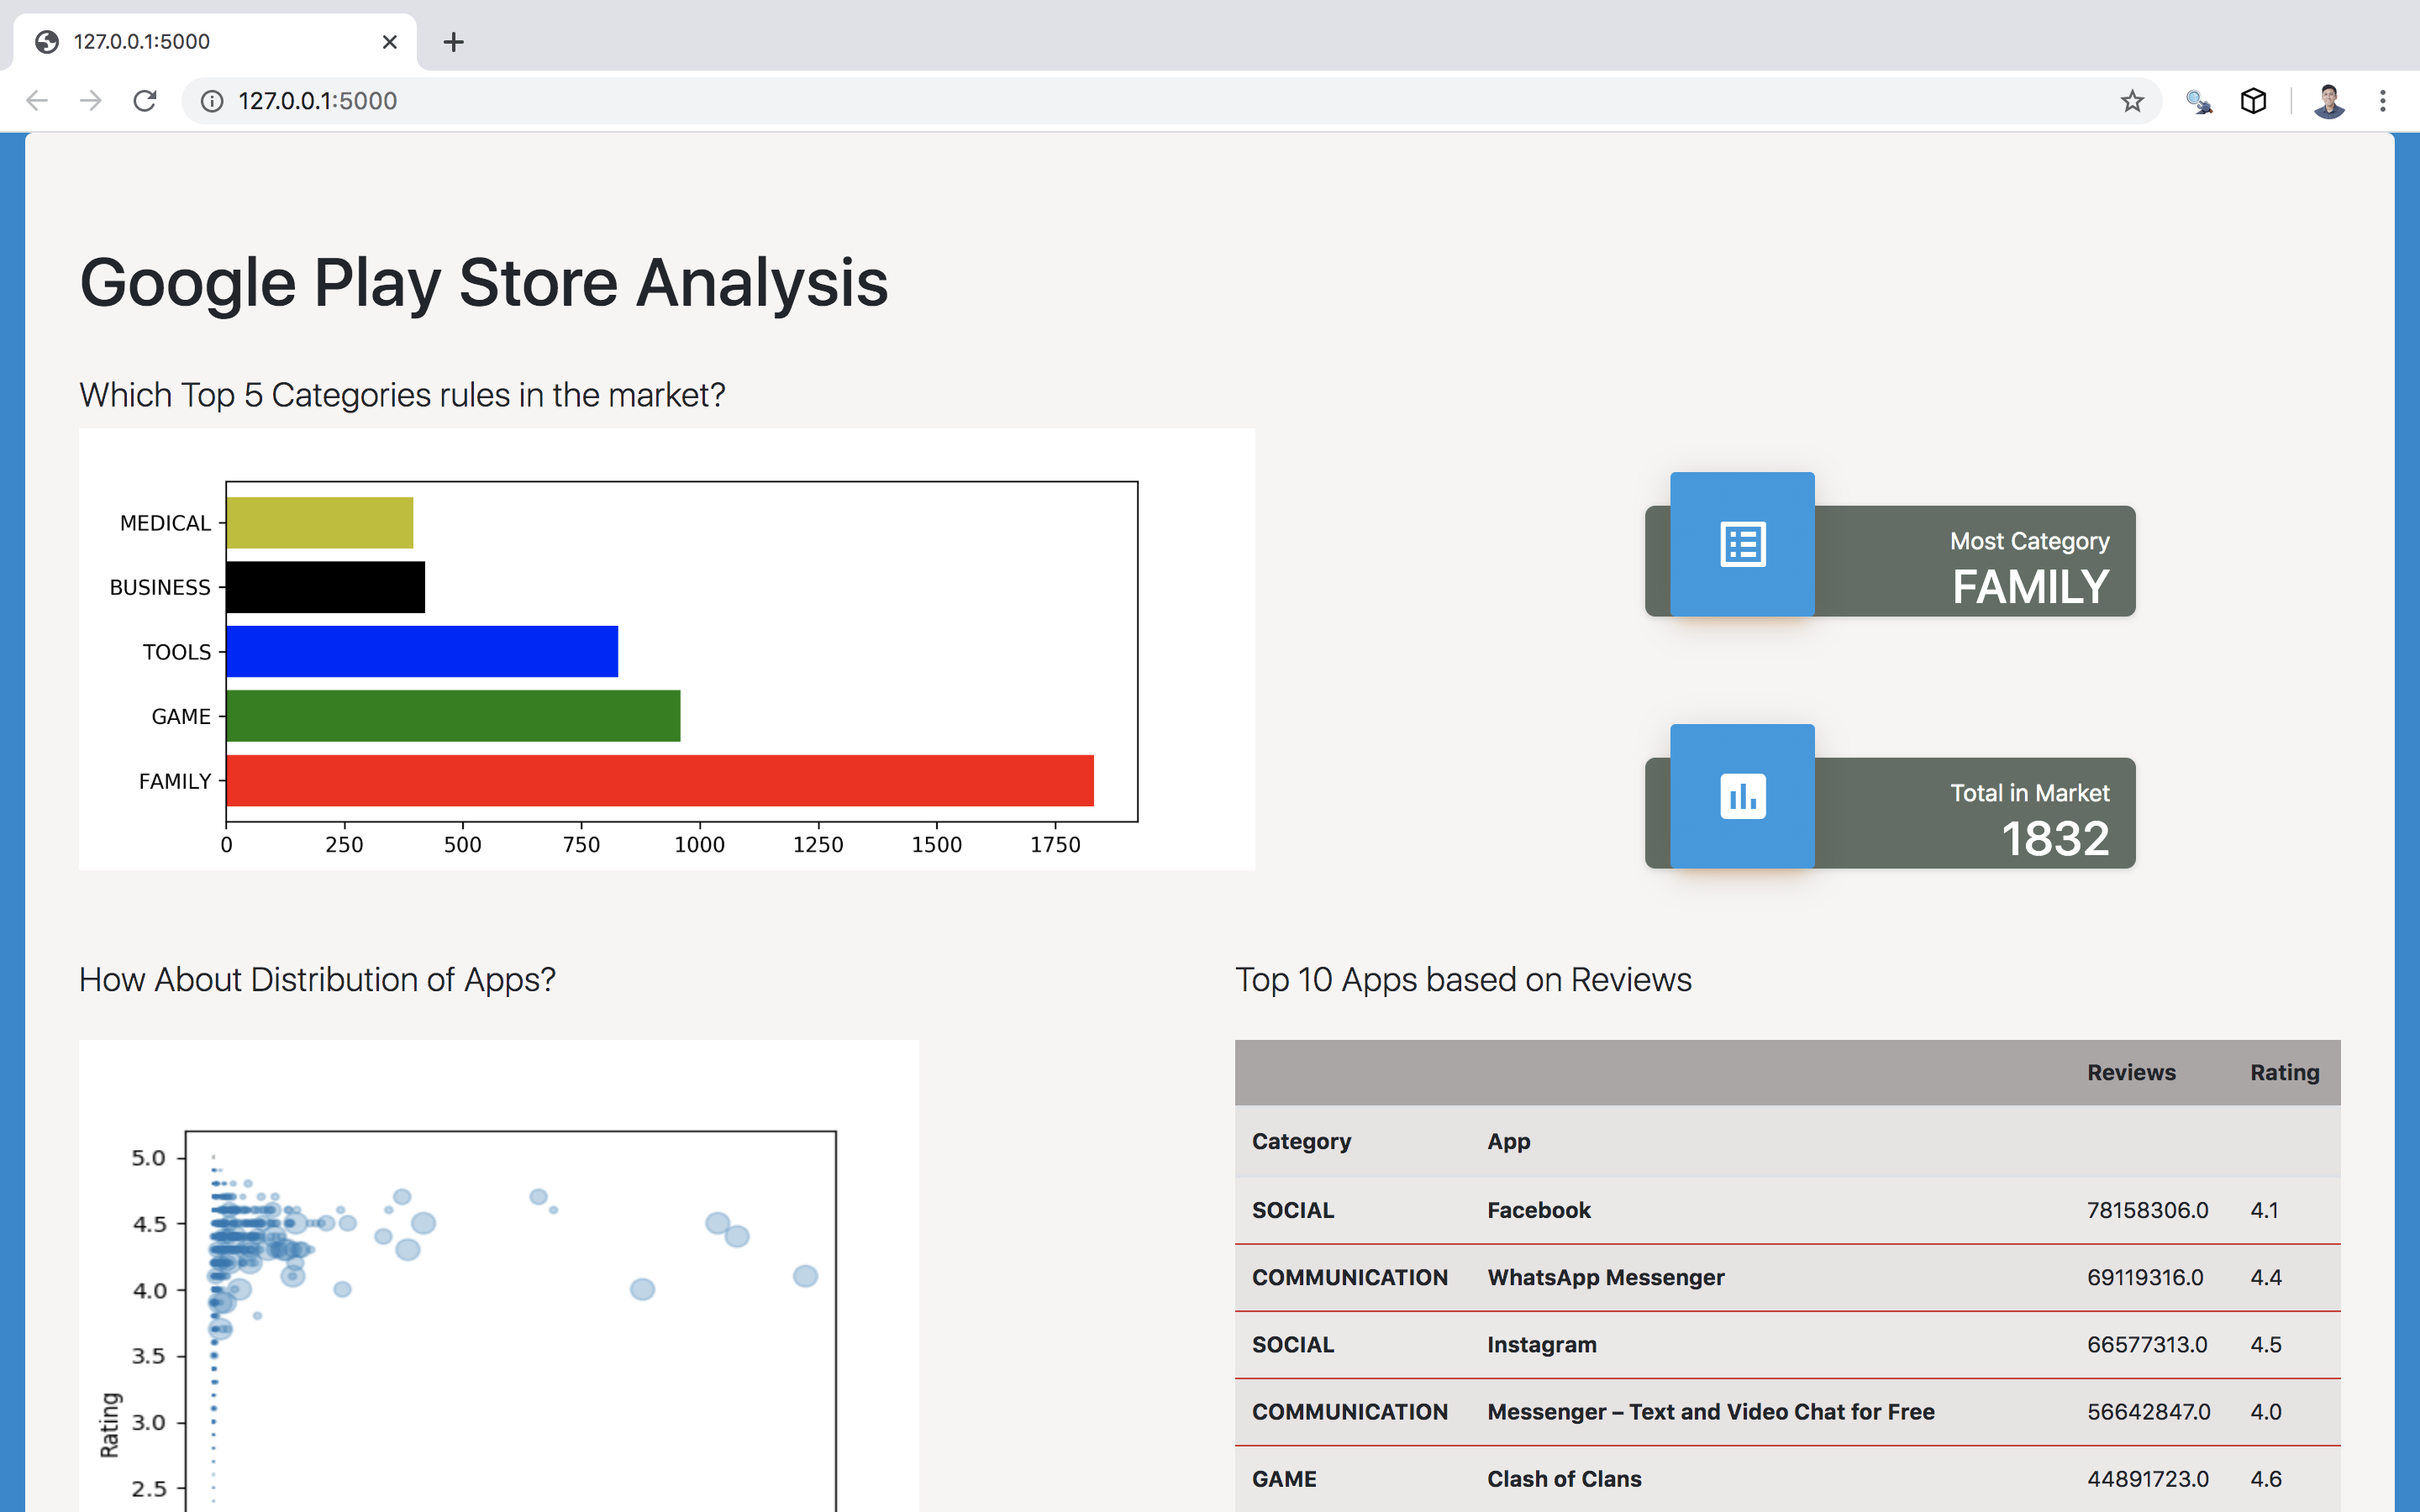 127.0.0.1:5000
127.0.0.1:5000
Google Play Store Analysis
Which Top 5 Categories rules in the market?
MEDICAL
BUSINESS
TOOLS
GAME
FAMILY
0 250 500 750 1000 1250 1500 1750
Most Category
FAMILY
Total in Market
1832
How About Distribution of Apps?
5.0
4.5
4.0
3.5
3.0
2.5
Rating
Top 10 Apps based on Reviews
Reviews Rating
Category App
SOCIAL Facebook 78158306.0 4.1
COMMUNICATION WhatsApp Messenger 69119316.0 4.4
SOCIAL Instagram 66577313.0 4.5
COMMUNICATION Messenger – Text and Video Chat for Free 56642847.0 4.0
GAME Clash of Clans 44891723.0 4.6